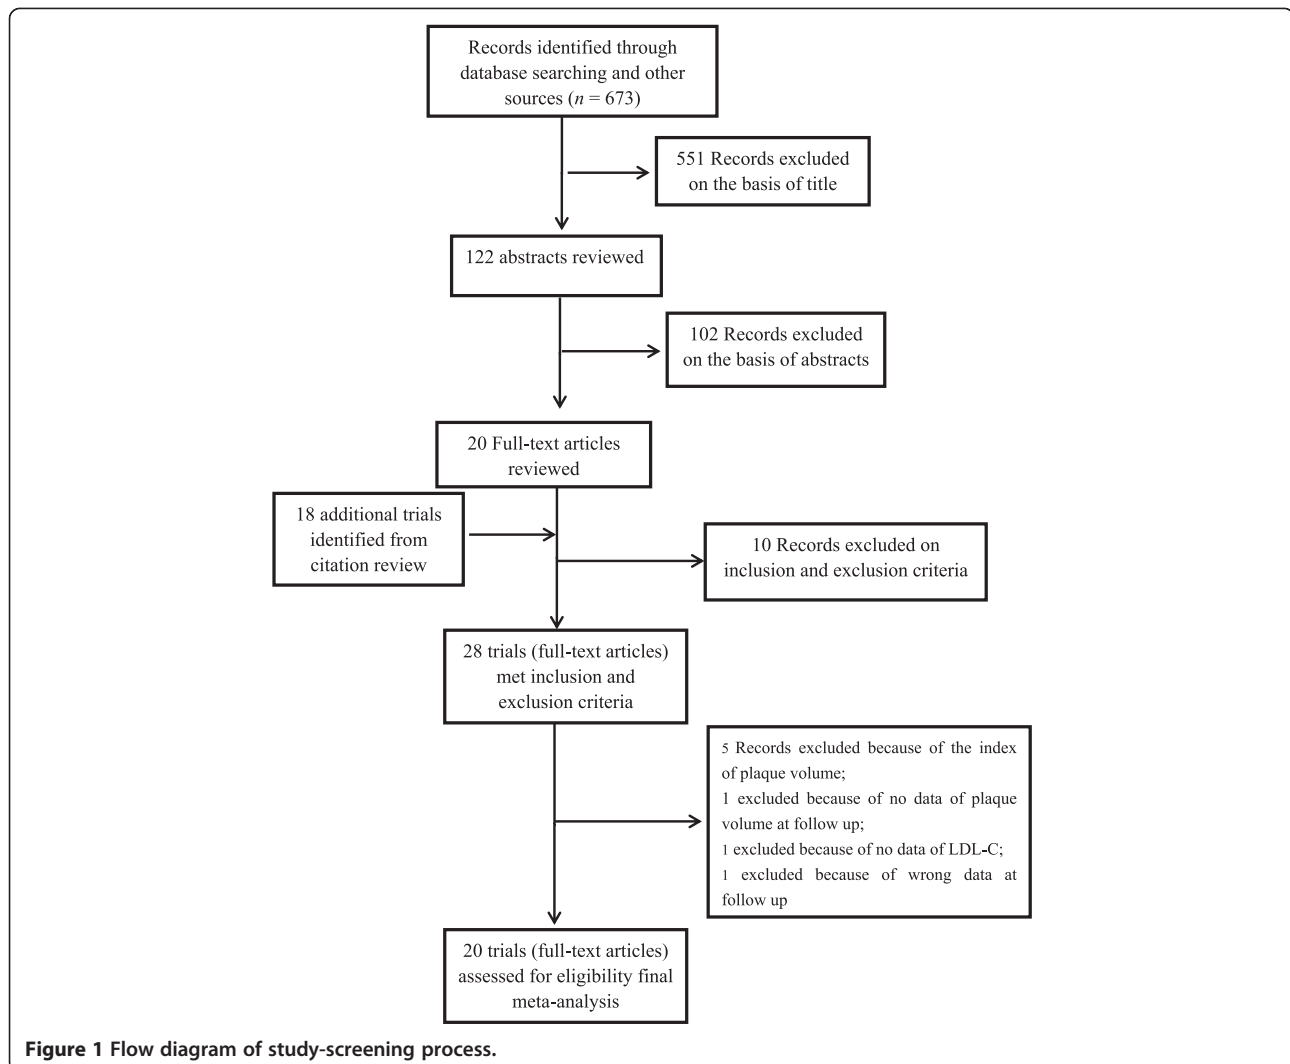 Records identified through
database searching and other
sources (n = 673)
551 Records excluded
on the basis of title
122 abstracts reviewed
102 Records excluded
on the basis of abstracts
20 Full-text articles
reviewed
18 additional trials
identified from
citation review
10 Records excluded on
inclusion and exclusion criteria
28 trials (full-text articles)
met inclusion and
exclusion criteria
5 Records excluded because of the index
of plaque volume;
1 excluded because of no data of plaque
volume at follow up;
1 excluded because of no data of LDL-C;
1 excluded because of wrong data at
follow up
20 trials (full-text articles)
assessed for eligibility final
meta-analysis
Figure 1 Flow diagram of study-screening process.